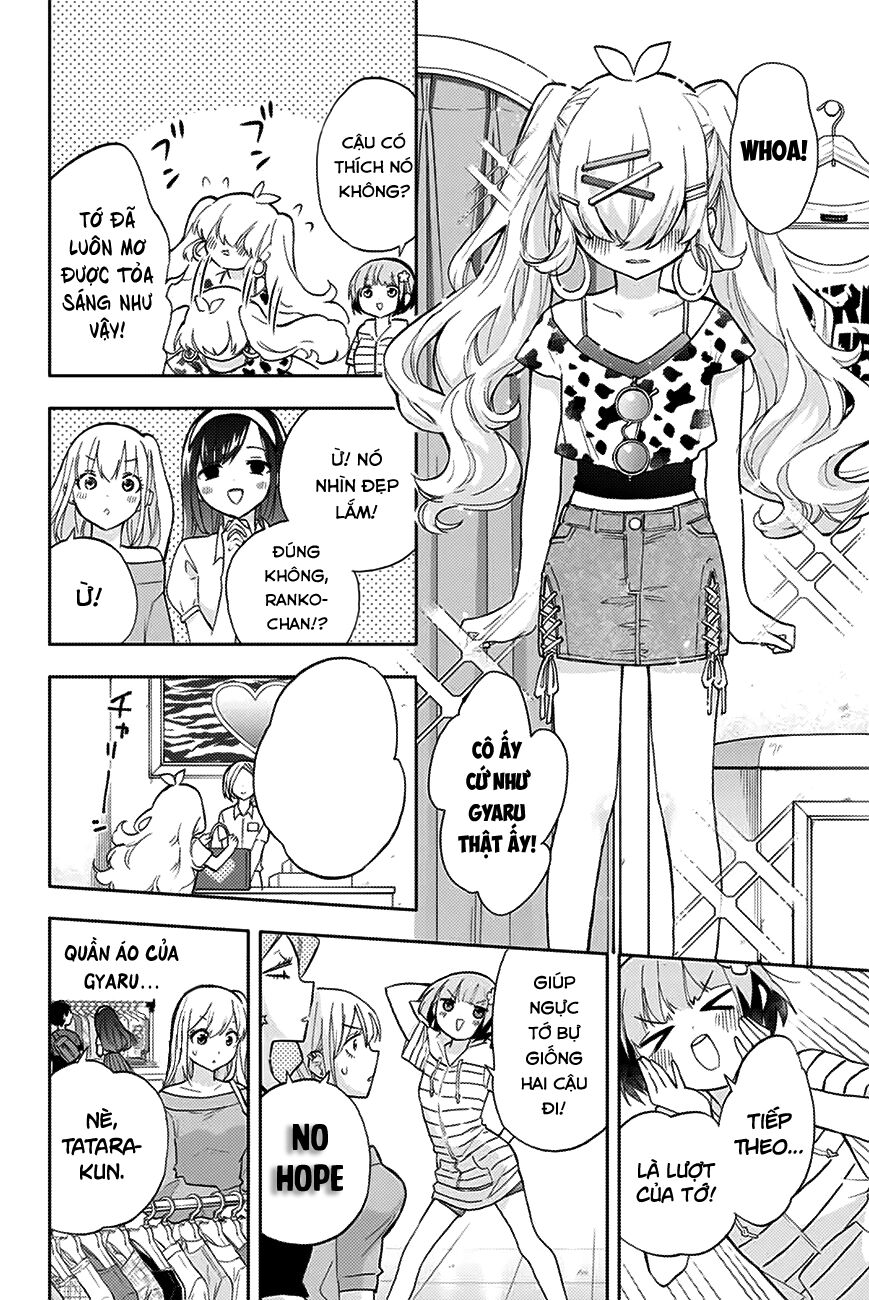 WHOA!
CÔ ẤY
CỨ NHƯ
GYARU
THẬT ẤY!
CẬU CÓ
THÍCH NÓ
KHÔNG?
TỚ ĐÃ
LUÔN MƠ
ĐƯỢC TỎA
SÁNG NHƯ
VẬY!
Ừ! NÓ
NHÌN ĐẸP
LẮM!
ĐÚNG
KHÔNG,
RANKO-
CHAN!?
Ừ!
TIẾP
THEO...
LÀ LƯỢT
CỦA TỚ!
GIÚP
NGỰC
TỚ BỰ
GIỐNG
HAI CẬU
ĐI!
NO
HOPE
QUẦN ÁO CỦA
GYARU...
NÈ,
TATARA-
KUN.